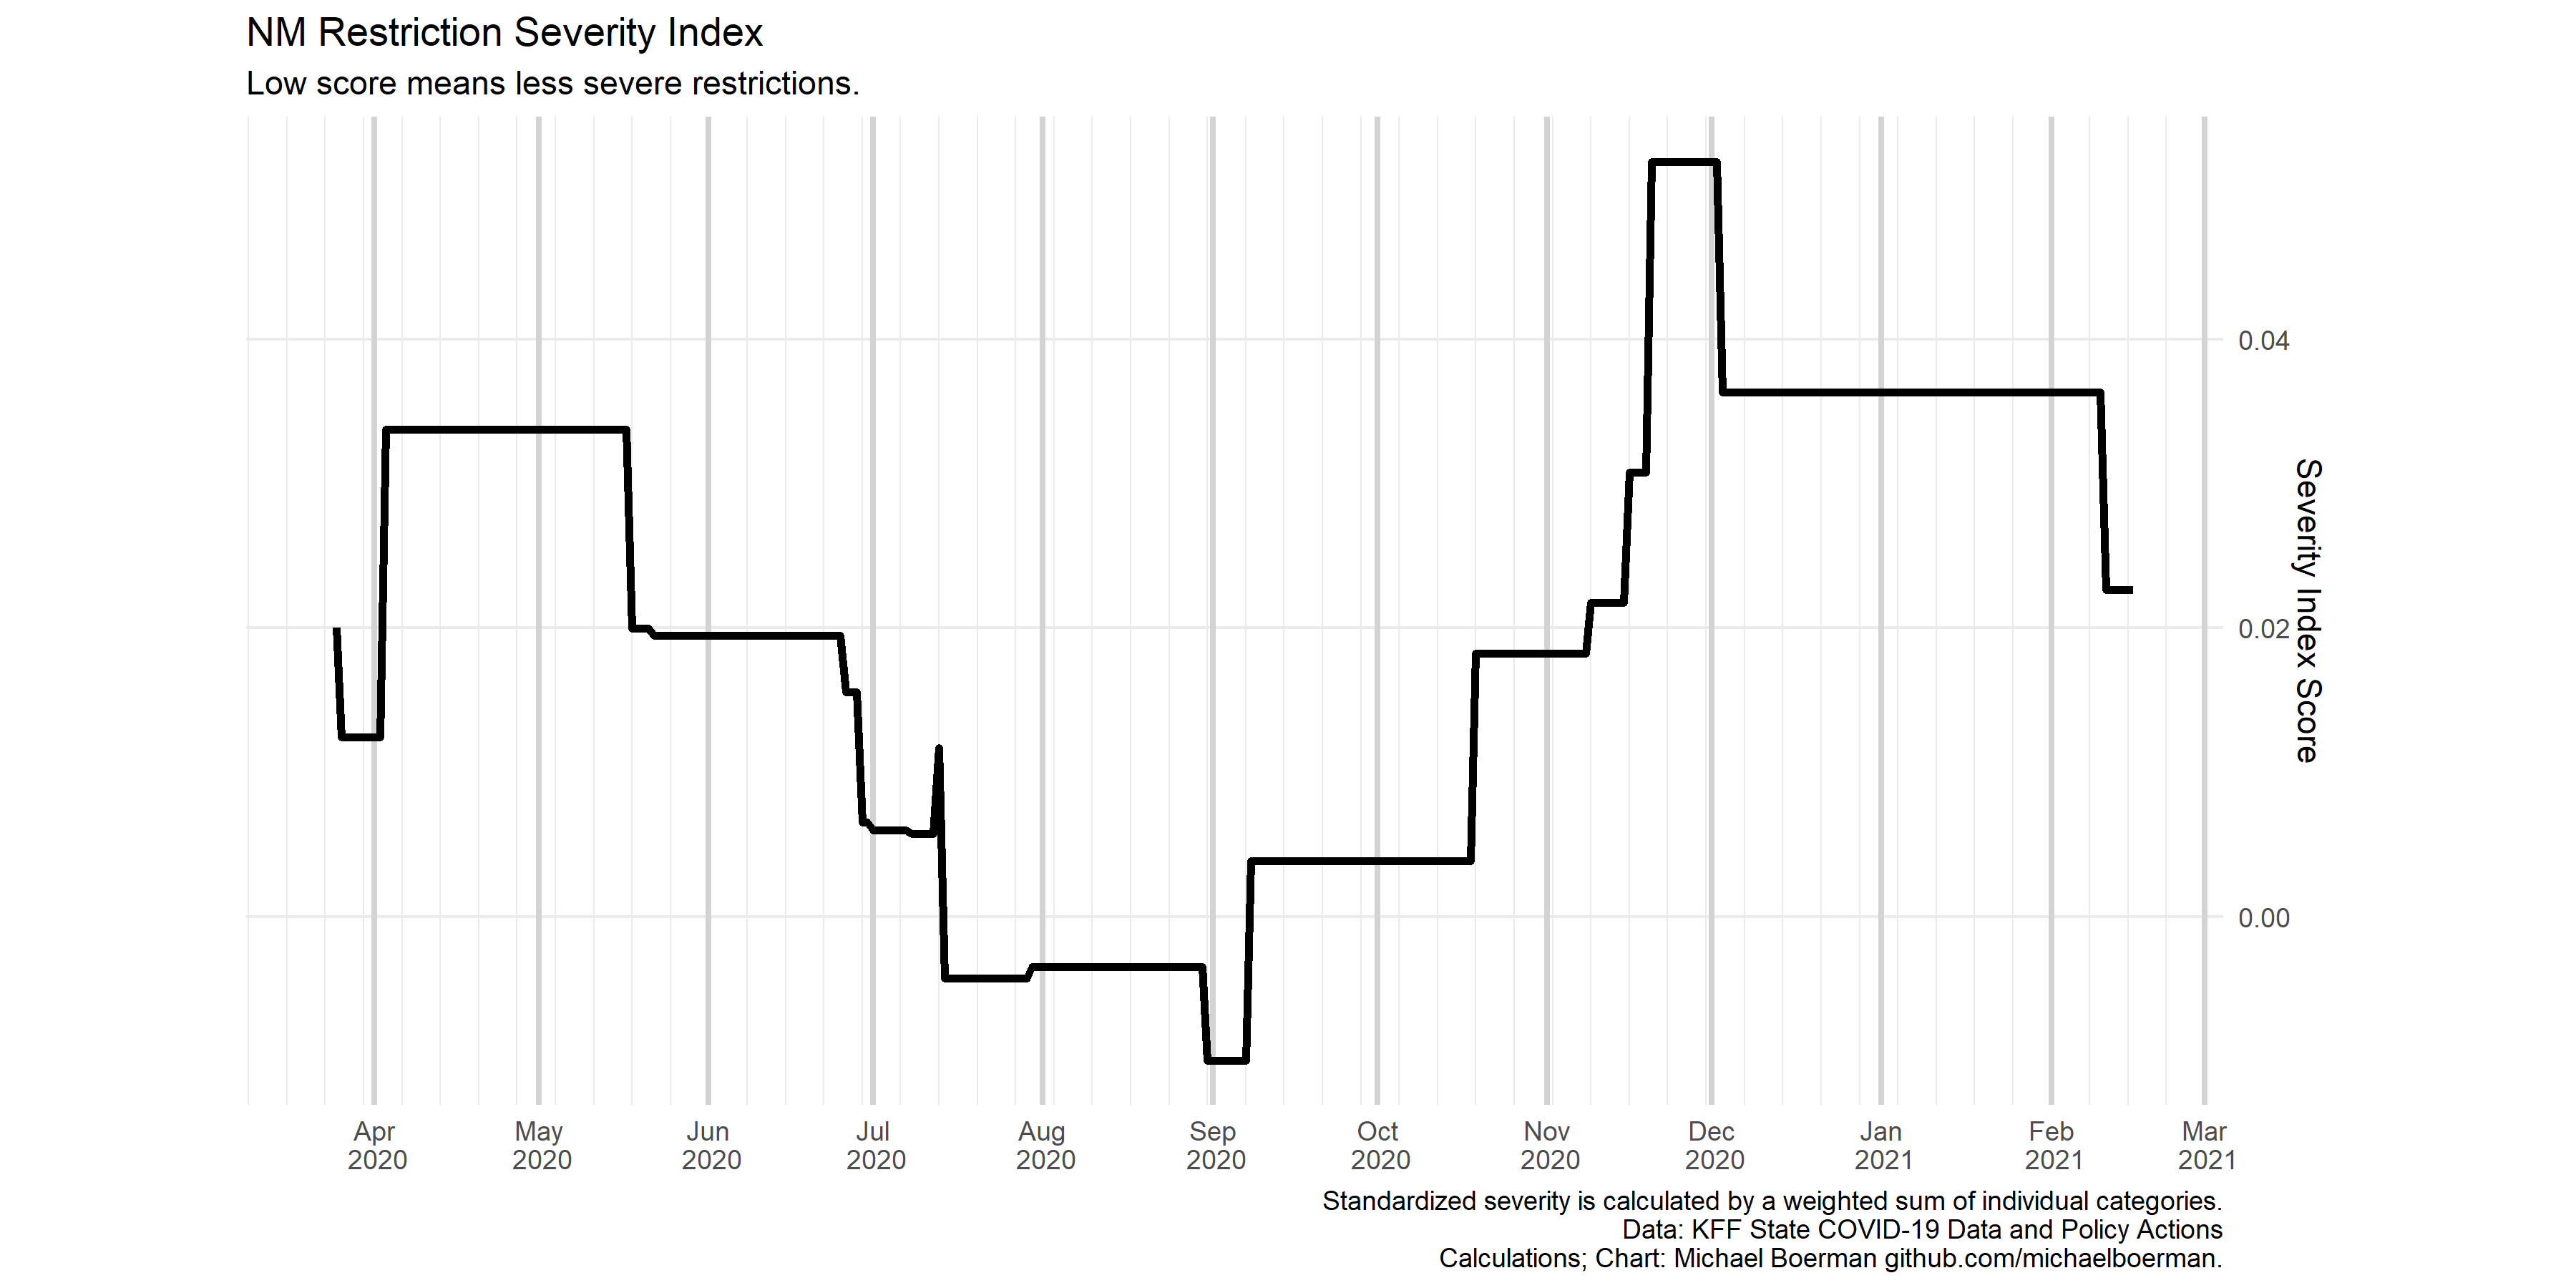 NM Restriction Severity Index
Low score means less severe restrictions.
0.04
0.02
0.00
Severity Index Score
Apr
2020
May
2020
Jun
2020
Jul
2020
Aug
2020
Sep
2020
Oct
2020
Nov
2020
Dec
2020
Jan
2021
Feb
2021
Mar
2021
Standardized severity is calculated by a weighted sum of individual categories.
Data: KFF State COVID-19 Data and Policy Actions
Calculations; Chart: Michael Boerman github.com/michaelboerman.